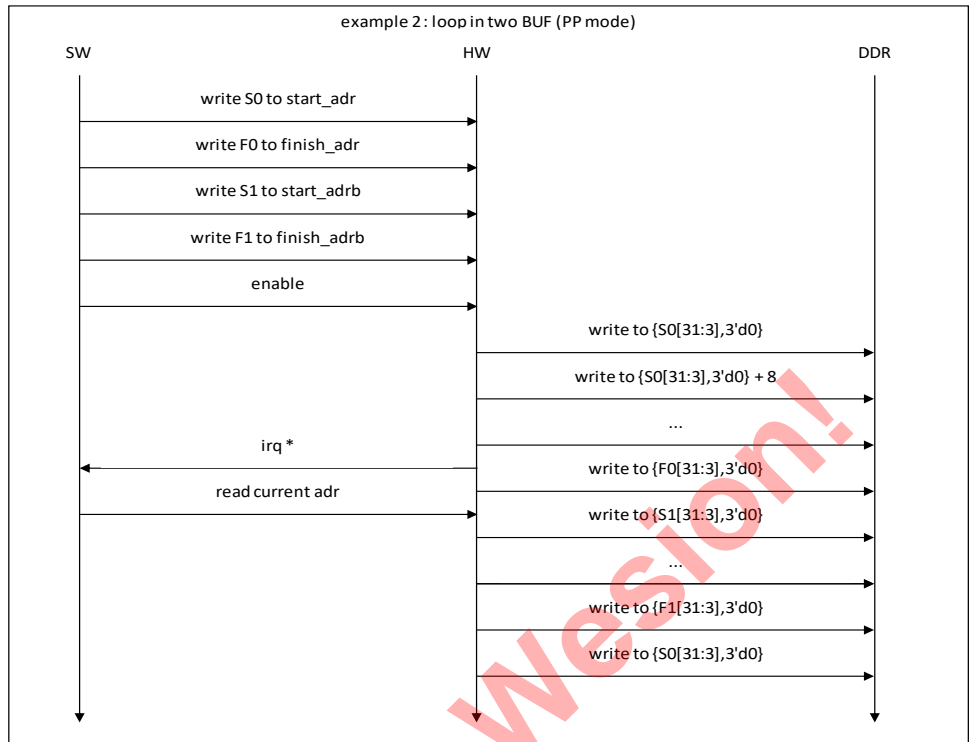 example 2: loop in two BUF (PP mode)
SW HW DDR
write S0 to start_adr
write F0 to finish_adr
write S1 to start_adrb
write F1 to finish_adrb
enable
write to {S0[31:3],3'd0}
write to {S0[31:3],3'd0} + 8
...
irq *
write to {F0[31:3],3'd0}
read current adr
write to {S1[31:3],3'd0}
...
write to {F1[31:3],3'd0}
write to {S0[31:3],3'd0}
Wesion!